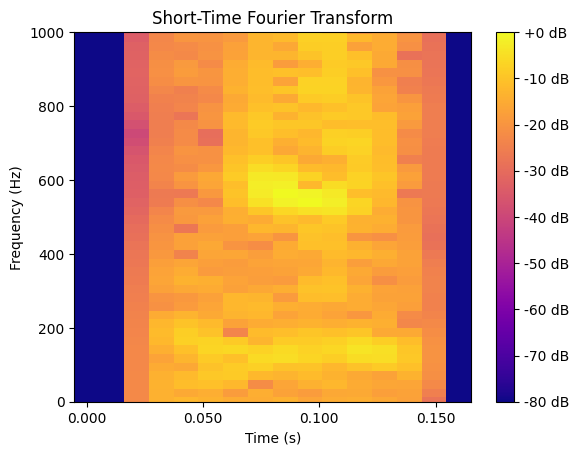 Short-Time Fourier Transform
1000
800
600
400
200
0
Frequency (Hz)
0.000
0.050
0.100
0.150
Time (s)
+0 dB
-10 dB
-20 dB
-30 dB
-40 dB
-50 dB
-60 dB
-70 dB
-80 dB